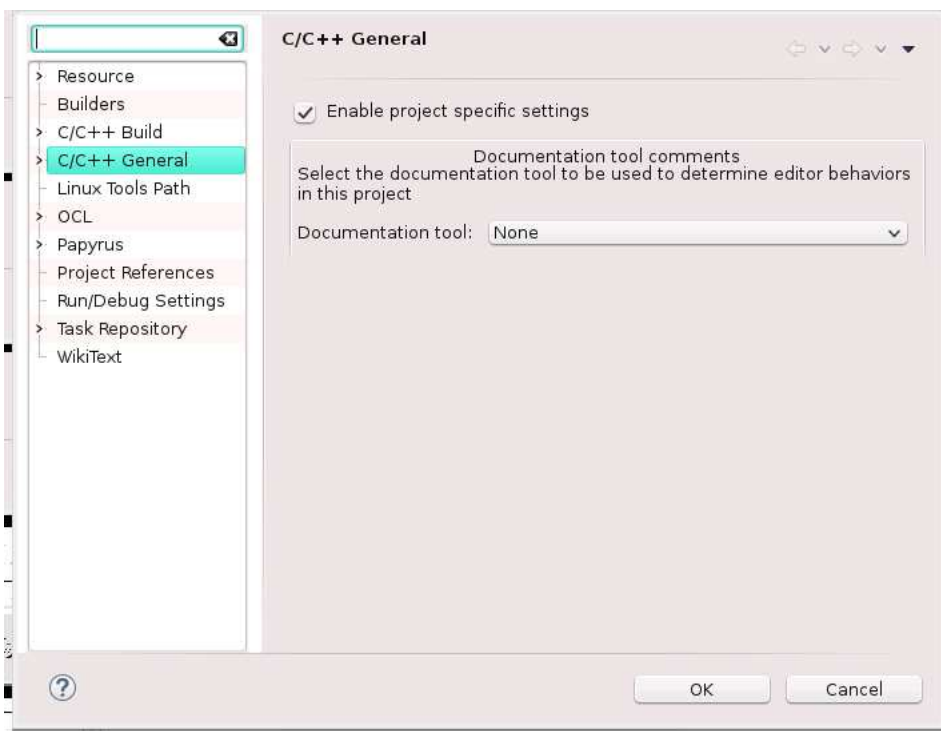 C/C++ General
Resource
Builders
C/C++ Build
C/C++ General
Linux Tools Path
OCL
Papyrus
Project References
Run/Debug Settings
Task Repository
WikiText
Enable project specific settings
Documentation tool comments
Select the documentation tool to be used to determine editor behaviors
in this project
Documentation tool: None
OK Cancel